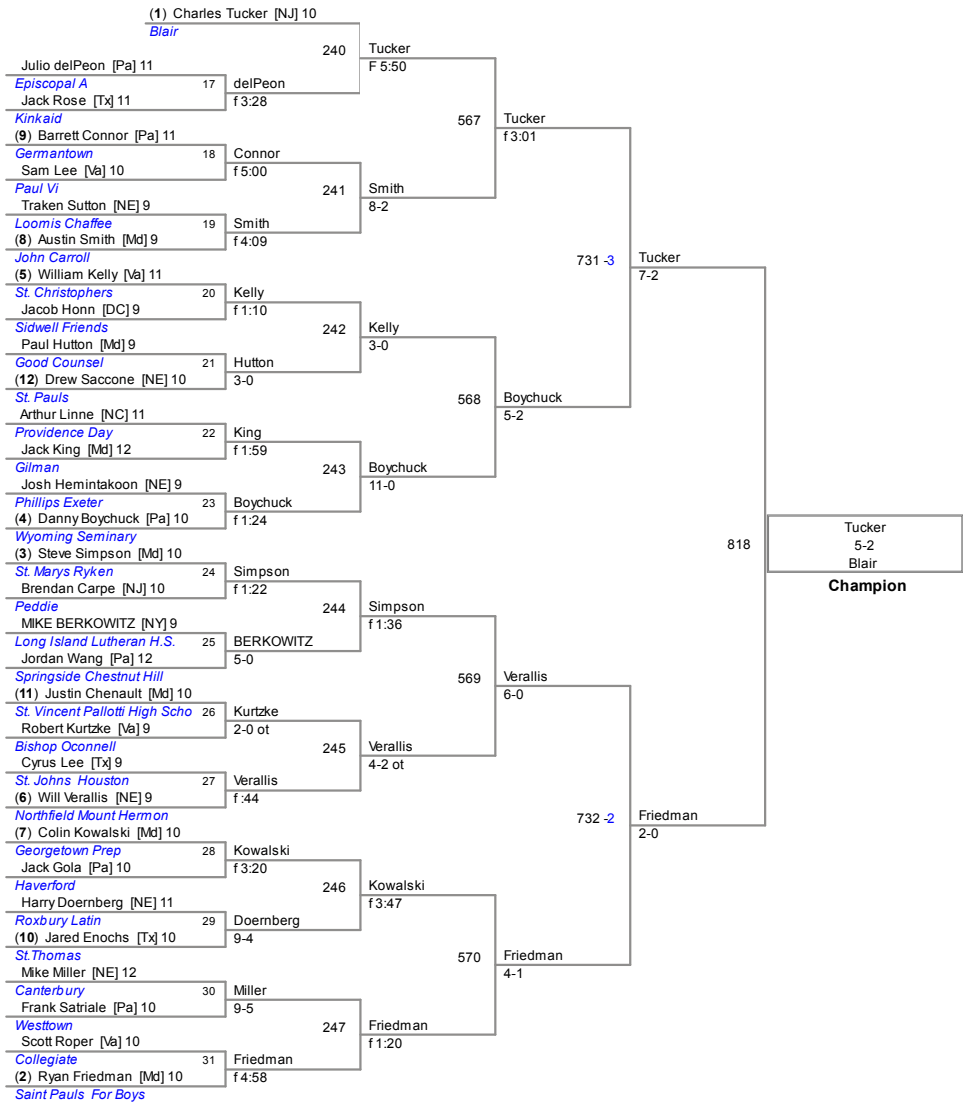 (1) Charles Tucker [NJ] 10
Blair
240
Tucker
F 5:50
Julio delPeon [Pa] 11
Episcopal A
17
delPeon
f 3:28
Jack Rose [Tx] 11
Kinkaid
567
Tucker
f 3:01
(9) Barrett Connor [Pa] 11
Germantown
18
Connor
f 5:00
Sam Lee [Va] 10
Paul Vi
241
Smith
8-2
Traken Sutton [NE] 9
Loomis Chaffee
19
Smith
f 4:09
(8) Austin Smith [Md] 9
John Carroll
731 -3
Tucker
7-2
(5) William Kelly [Va] 11
St. Christophers
20
Kelly
f 1:10
Jacob Honn [DC] 9
Sidwell Friends
242
Kelly
3-0
Paul Hutton [Md] 9
Good Counsel
21
Hutton
3-0
(12) Drew Saccone [NE] 10
St. Pauls
568
Boychuck
5-2
Arthur Linne [NC] 11
Providence Day
22
King
f 1:59
Jack King [Md] 12
Gilman
243
Boychuck
11-0
Josh Hemintakoon [NE] 9
Phillips Exeter
23
Boychuck
f 1:24
(4) Danny Boychuck [Pa] 10
Wyoming Seminary
818
Tucker
5-2
Blair
Champion
(3) Steve Simpson [Md] 10
St. Marys Ryken
24
Simpson
f 1:22
Brendan Carpe [NJ] 10
Peddie
244
Simpson
f 1:36
MIKE BERKOWITZ [NY] 9
Long Island Lutheran H.S.
25
BERKOWITZ
5-0
Jordan Wang [Pa] 12
Springside Chestnut Hill
569
Verallis
6-0
(11) Justin Chenault [Md] 10
St. Vincent Pallotti High Scho
26
Kurtzke
2-0 ot
Robert Kurtzke [Va] 9
Bishop Oconnell
245
Verallis
4-2 ot
Cyrus Lee [Tx] 9
St. Johns Houston
27
Verallis
f :44
(6) Will Verallis [NE] 9
Northfield Mount Hermon
732 -2
Friedman
2-0
(7) Colin Kowalski [Md] 10
Georgetown Prep
28
Kowalski
f 3:20
Jack Gola [Pa] 10
Haverford
246
Kowalski
f 3:47
Harry Doernberg [NE] 11
Roxbury Latin
29
Doernberg
9-4
(10) Jared Enochs [Tx] 10
St.Thomas
570
Friedman
4-1
Mike Miller [NE] 12
Canterbury
30
Miller
9-5
Frank Satriale [Pa] 10
Westtown
247
Friedman
f 1:20
Scott Roper [Va] 10
Collegiate
31
Friedman
f 4:58
(2) Ryan Friedman [Md] 10
Saint Pauls For Boys